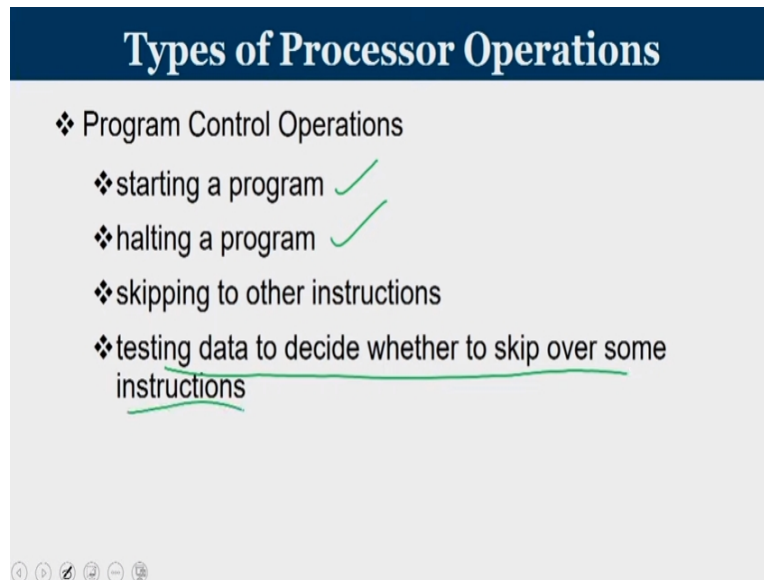 Types of Processor Operations
❖ Program Control Operations
❖ starting a program
❖ halting a program
❖ skipping to other instructions
❖ testing data to decide whether to skip over some
instructions